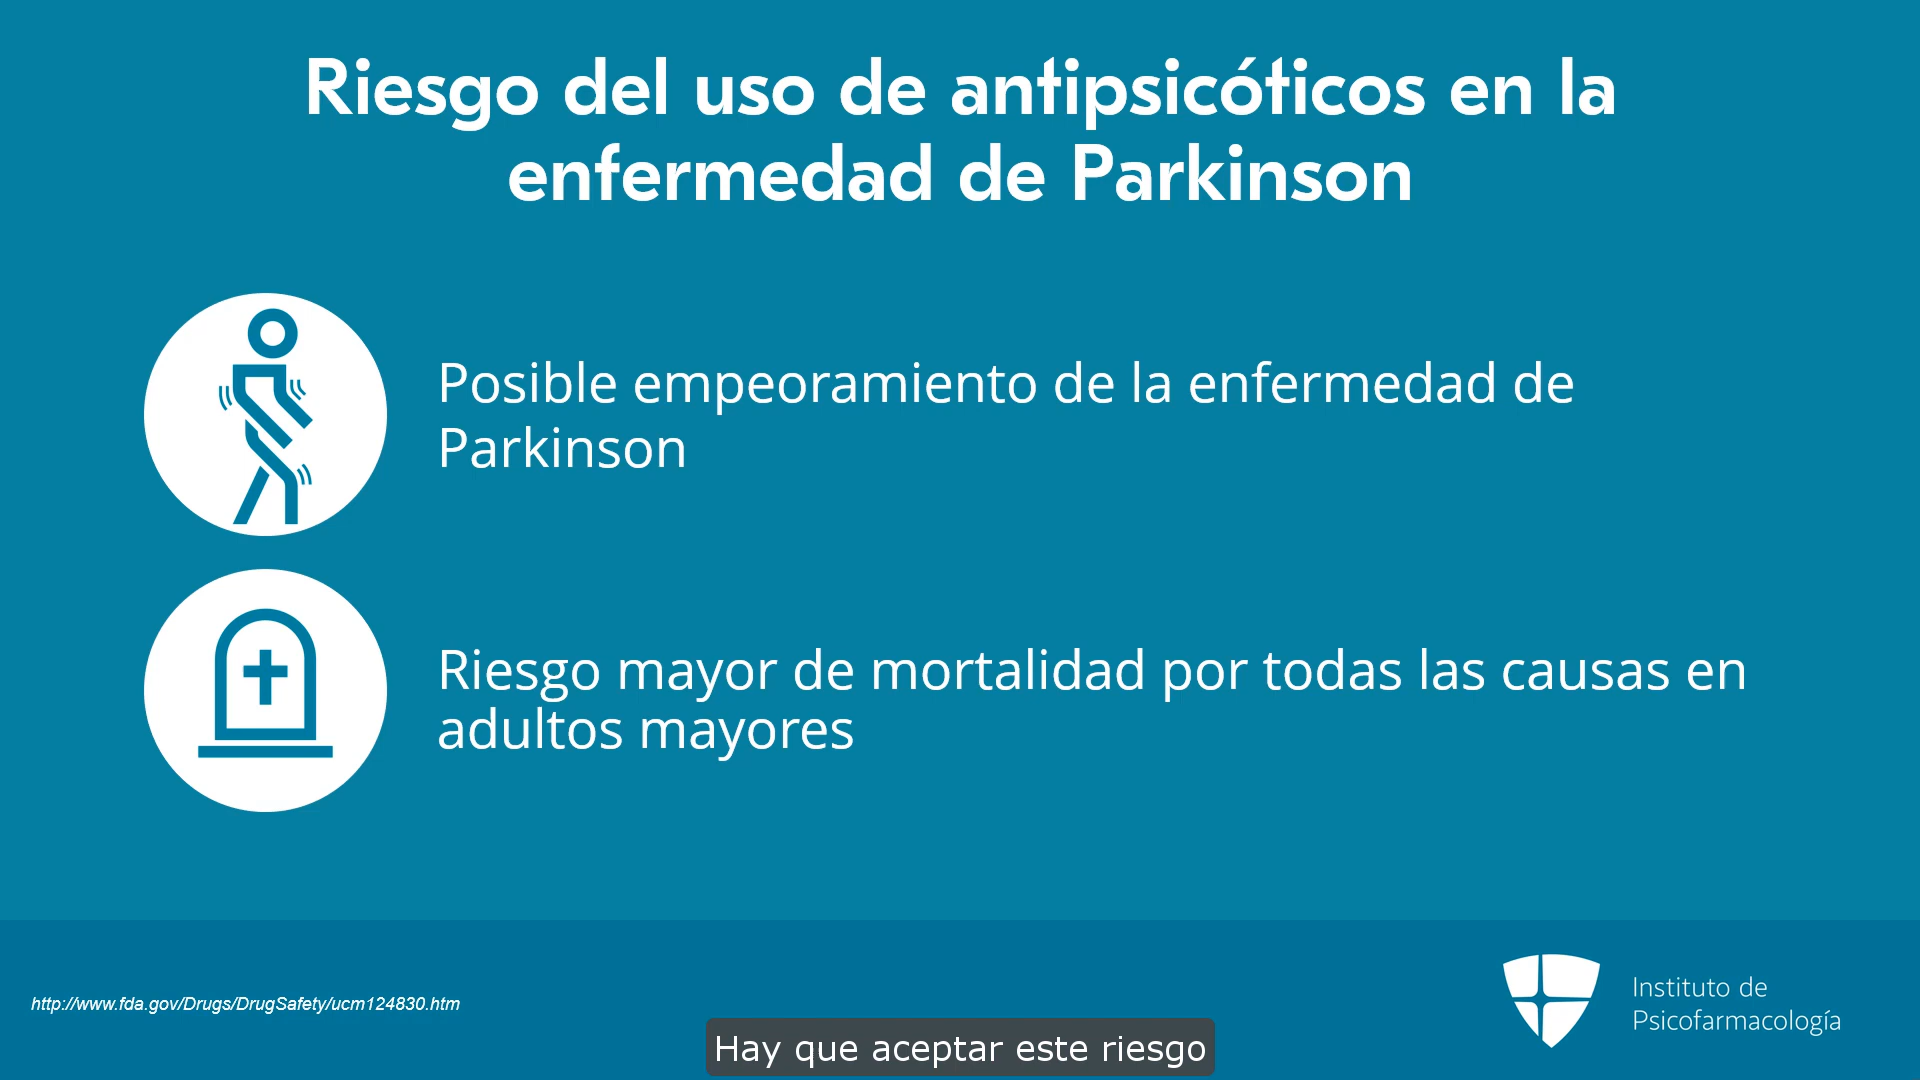 Riesgo del uso de antipsicóticos en la
enfermedad de Parkinson
Posible empeoramiento de la enfermedad de
Parkinson
Riesgo mayor de mortalidad por todas las causas en
adultos mayores
http://www.fda.gov/Drugs/DrugSafety/ucm124830.htm
Instituto de
Psicofarmacología
Hay que aceptar este riesgo